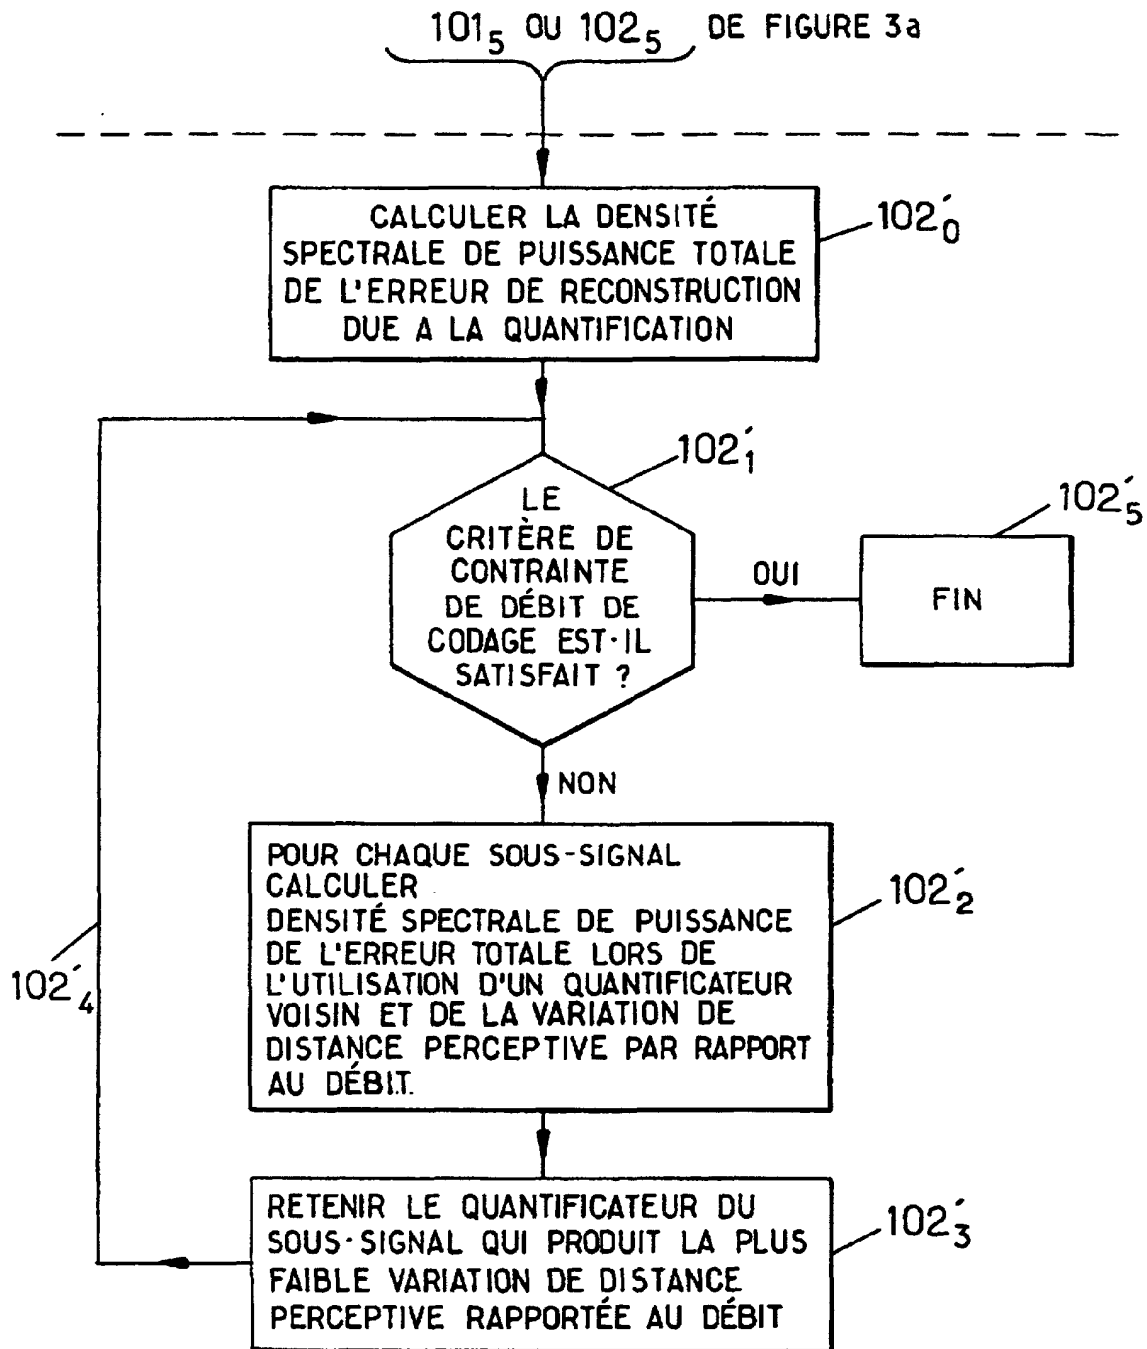 101₅ OU 102₅ DE FIGURE 3a
CALCULER LA DENSITÉ
SPECTRALE DE PUISSANCE TOTALE
DE L'ERREUR DE RECONSTRUCTION
DUE A LA QUANTIFICATION
102´₀
102´₁
LE
CRITÈRE DE
CONTRAINTE
DE DÉBIT DE
CODAGE EST-IL
SATISFAIT ?
OUI
102´₅
FIN
NON
POUR CHAQUE SOUS-SIGNAL
CALCULER
DENSITÉ SPECTRALE DE PUISSANCE
DE L'ERREUR TOTALE LORS DE
L'UTILISATION D'UN QUANTIFICATEUR
VOISIN ET DE LA VARIATION DE
DISTANCE PERCEPTIVE PAR RAPPORT
AU DÉBIT.
102´₂
102´₄
RETENIR LE QUANTIFICATEUR DU
SOUS-SIGNAL QUI PRODUIT LA PLUS
FAIBLE VARIATION DE DISTANCE
PERCEPTIVE RAPPORTÉE AU DÉBIT
102´₃